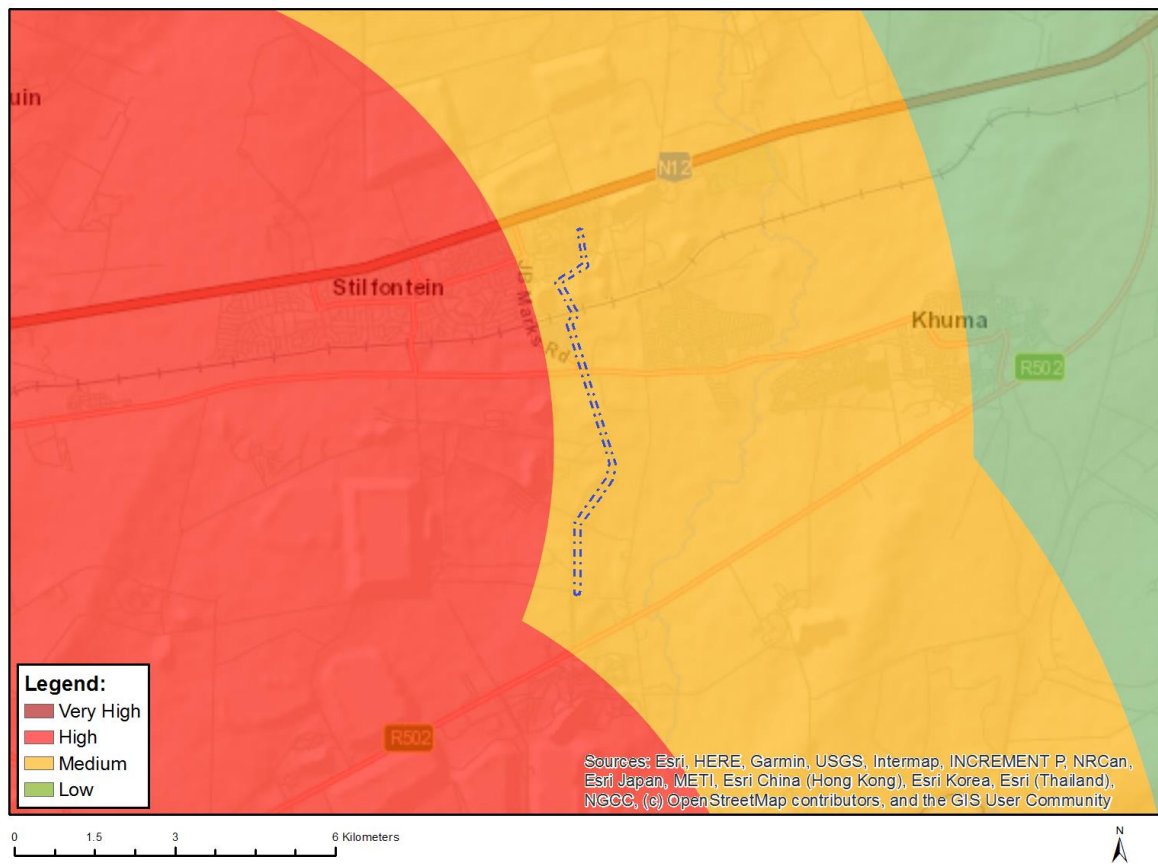 uin
N12
Stilfontein
JB Marks Rd
Khuma
R502
R502
Legend:
Very High
High
Medium
Low
Sources: Esri, HERE, Garmin, USGS, Intermap, INCREMENT P, NRCan,
Esri Japan, METI, Esri China (Hong Kong), Esri Korea, Esri (Thailand),
NGCC, (c) OpenStreetMap contributors, and the GIS User Community
0 1.5 3 6 Kilometers
N